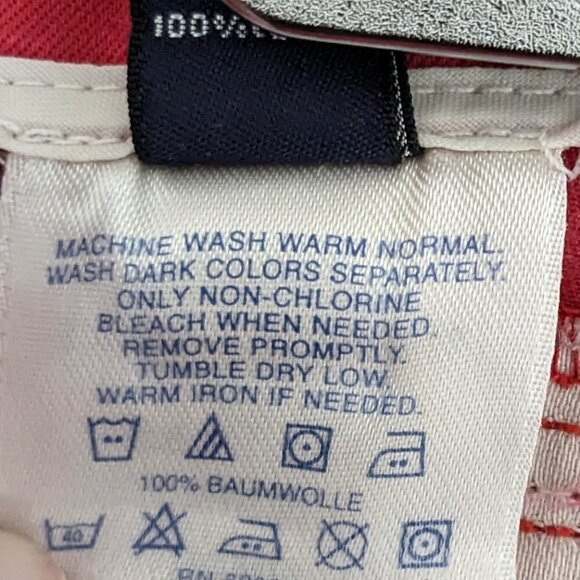 100%
MACHINE WASH WARM NORMAL.
WASH DARK COLORS SEPARATELY.
ONLY NON-CHLORINE
BLEACH WHEN NEEDED.
REMOVE PROMPTLY.
TUMBLE DRY LOW.
WARM IRON IF NEEDED.
100% BAUMWOLLE
40